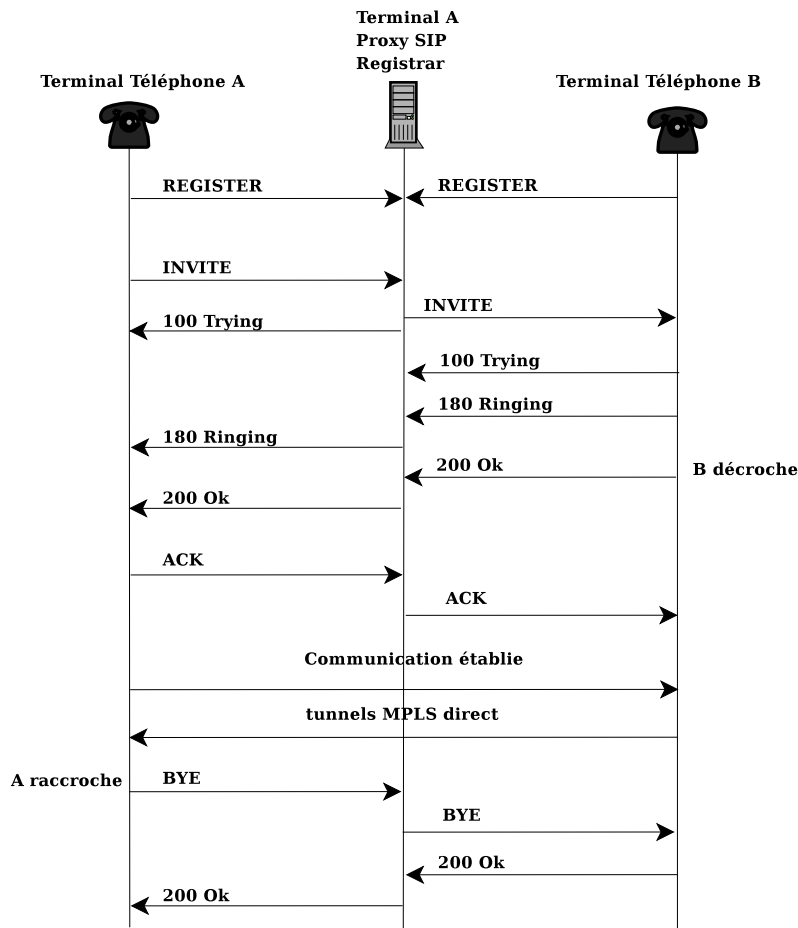 Terminal A
Proxy SIP
Registrar
Terminal Téléphone A
Terminal Téléphone B
REGISTER
REGISTER
INVITE
INVITE
100 Trying
100 Trying
180 Ringing
180 Ringing
200 Ok
B décroche
200 Ok
ACK
ACK
Communication établie
tunnels MPLS direct
A raccroche
BYE
BYE
200 Ok
200 Ok